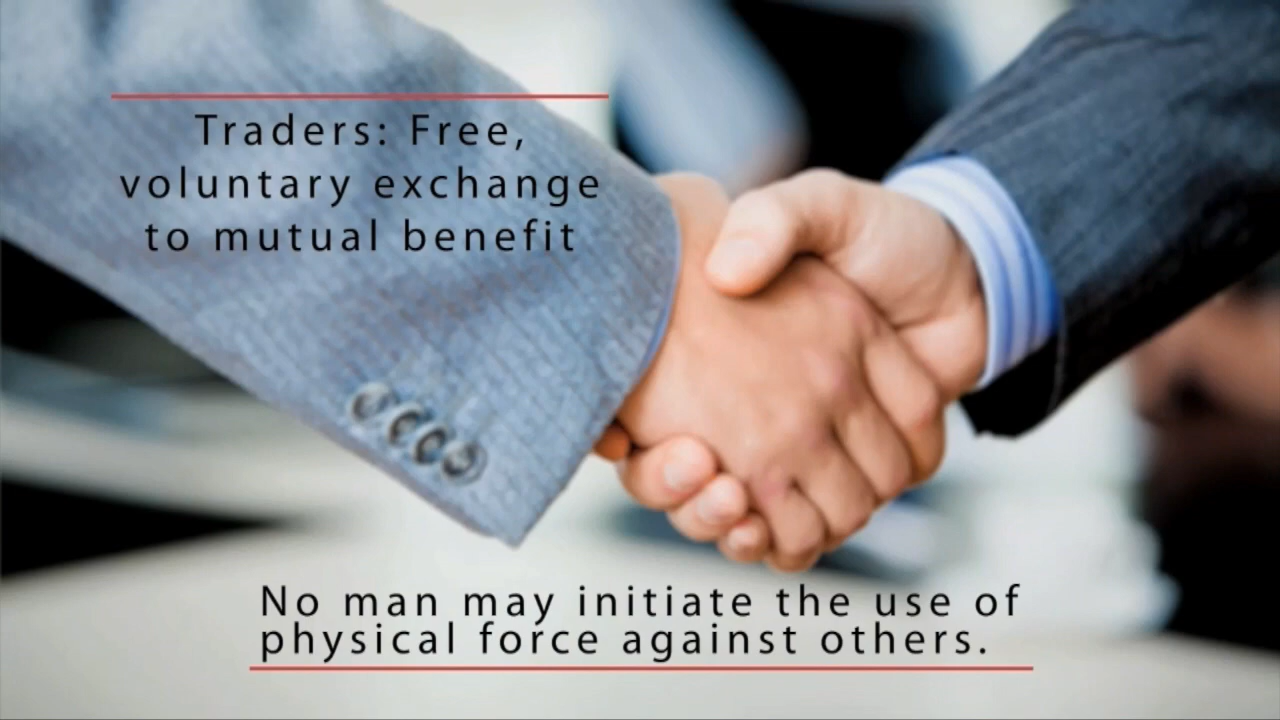 Traders: Free,
voluntary exchange
to mutual benefit
No man may initiate the use of
physical force against others.